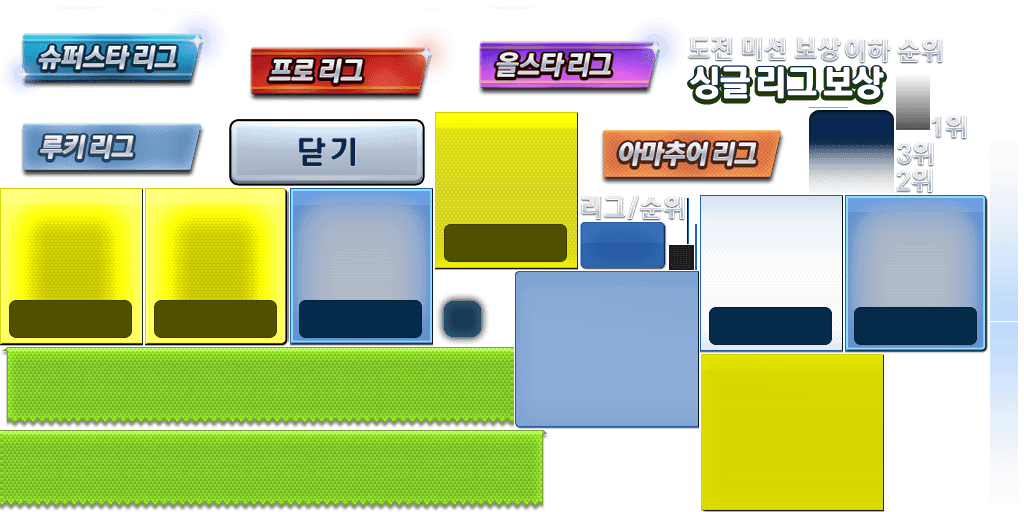 슈퍼스타 리그
프로 리그
올스타 리그
도전 미션 보상 이하 순위
싱글 리그 보상
루키 리그
닫기
아마추어 리그
1위
3위
2위
리그/순위